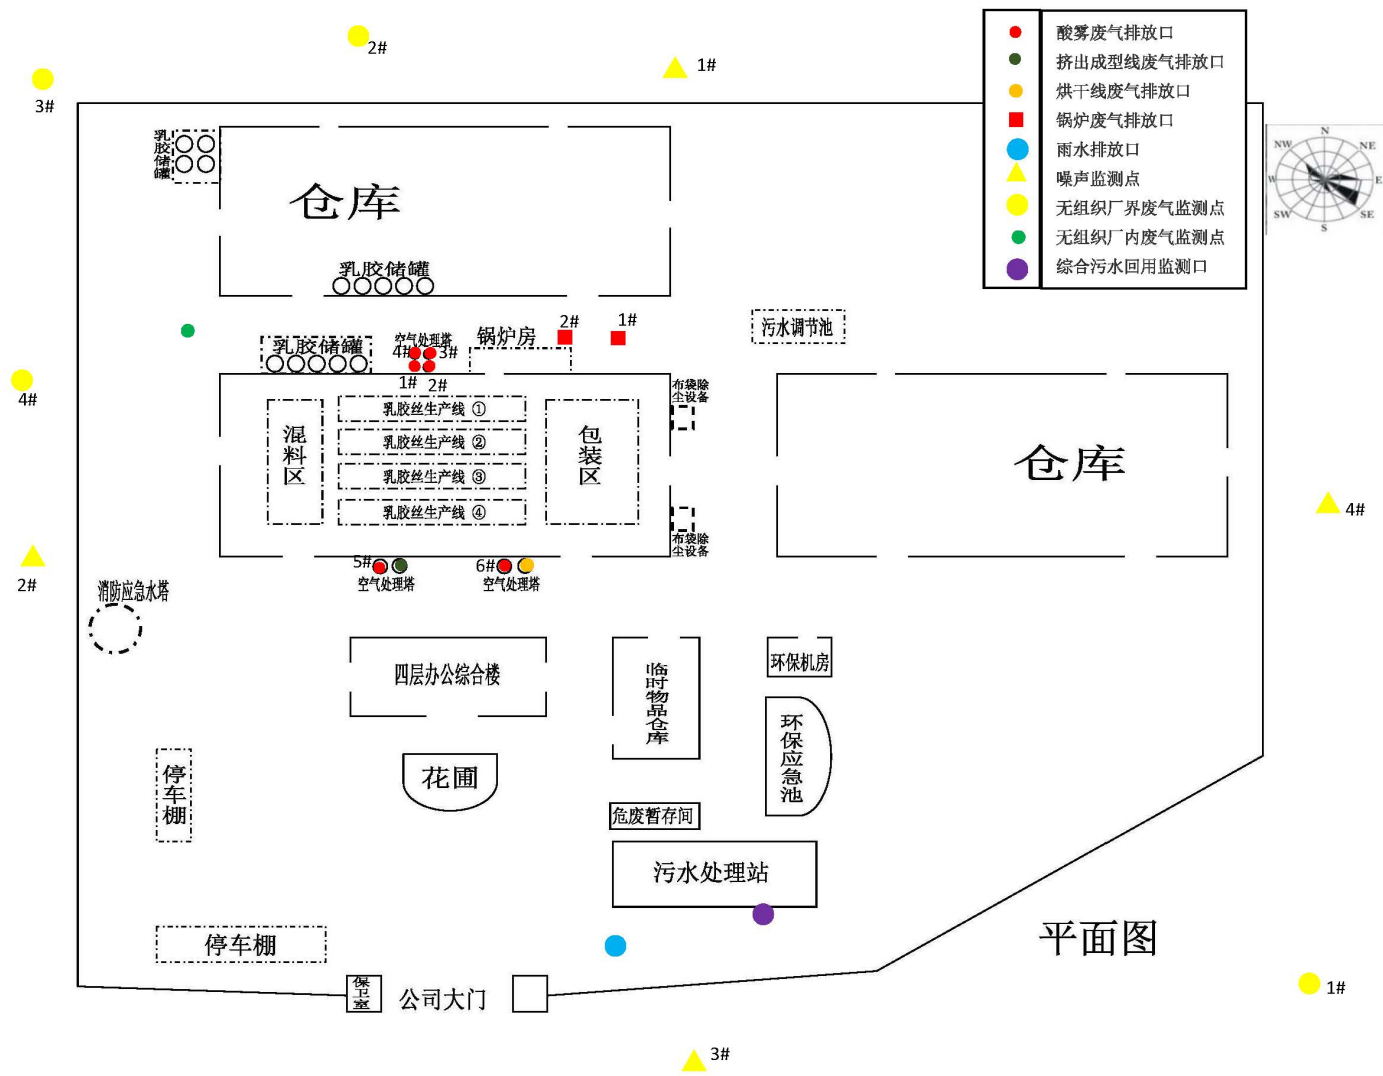 2#
1#
3#
酸雾废气排放口
挤出成型线废气排放口
烘干线废气排放口
锅炉废气排放口
雨水排放口
噪声监测点
无组织厂界废气监测点
无组织厂内废气监测点
综合污水回用监测口
N
NW
NE
W
E
SW
SE
S
乳胶储罐
仓库
乳胶储罐
乳胶储罐
空气处理塔
4#
3#
1#
2#
锅炉房
2#
1#
污水调节池
4#
混料区
乳胶丝生产线 ①
乳胶丝生产线 ②
乳胶丝生产线 ③
乳胶丝生产线 ④
包装区
布袋除
尘设备
布袋除
尘设备
仓库
4#
2#
5#
空气处理塔
6#
空气处理塔
消防应急水塔
四层办公综合楼
临时物品仓库
环保机房
环保应急池
花圃
停车棚
危废暂存间
污水处理站
停车棚
平面图
保卫室
公司大门
1#
3#